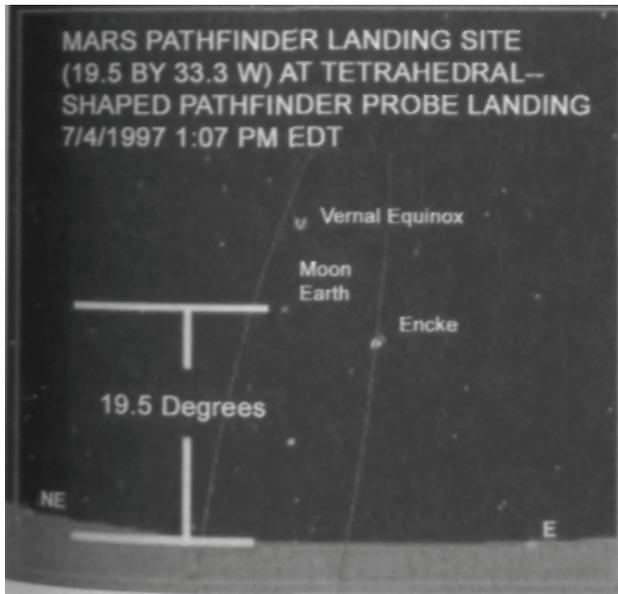 MARS PATHFINDER LANDING SITE
(19.5 BY 33.3 W) AT TETRAHEDRAL--
SHAPED PATHFINDER PROBE LANDING
7/4/1997 1:07 PM EDT
Vernal Equinox
Moon
Earth
Encke
19.5 Degrees
NE
E